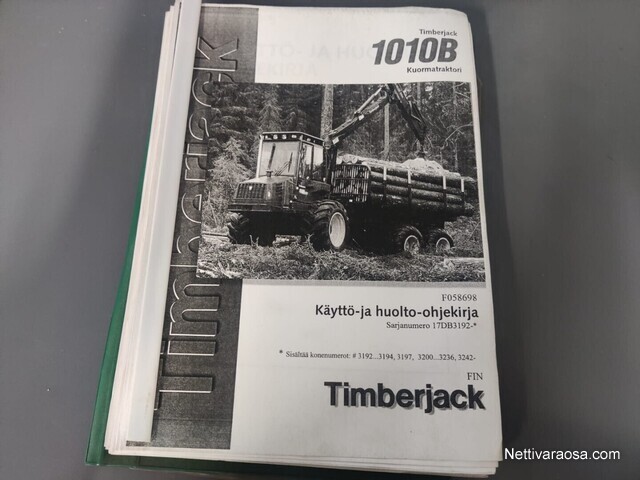 Timberjack
1010B
Kuormatraktori
Timberjack
F058698
Käyttö-ja huolto-ohjekirja
Sarjanumero 17DB3192-*
* Sisältää konenumerot: # 3192...3194, 3197, 3200...3236, 3242-
FIN
Timberjack
Nettivaraosa.com